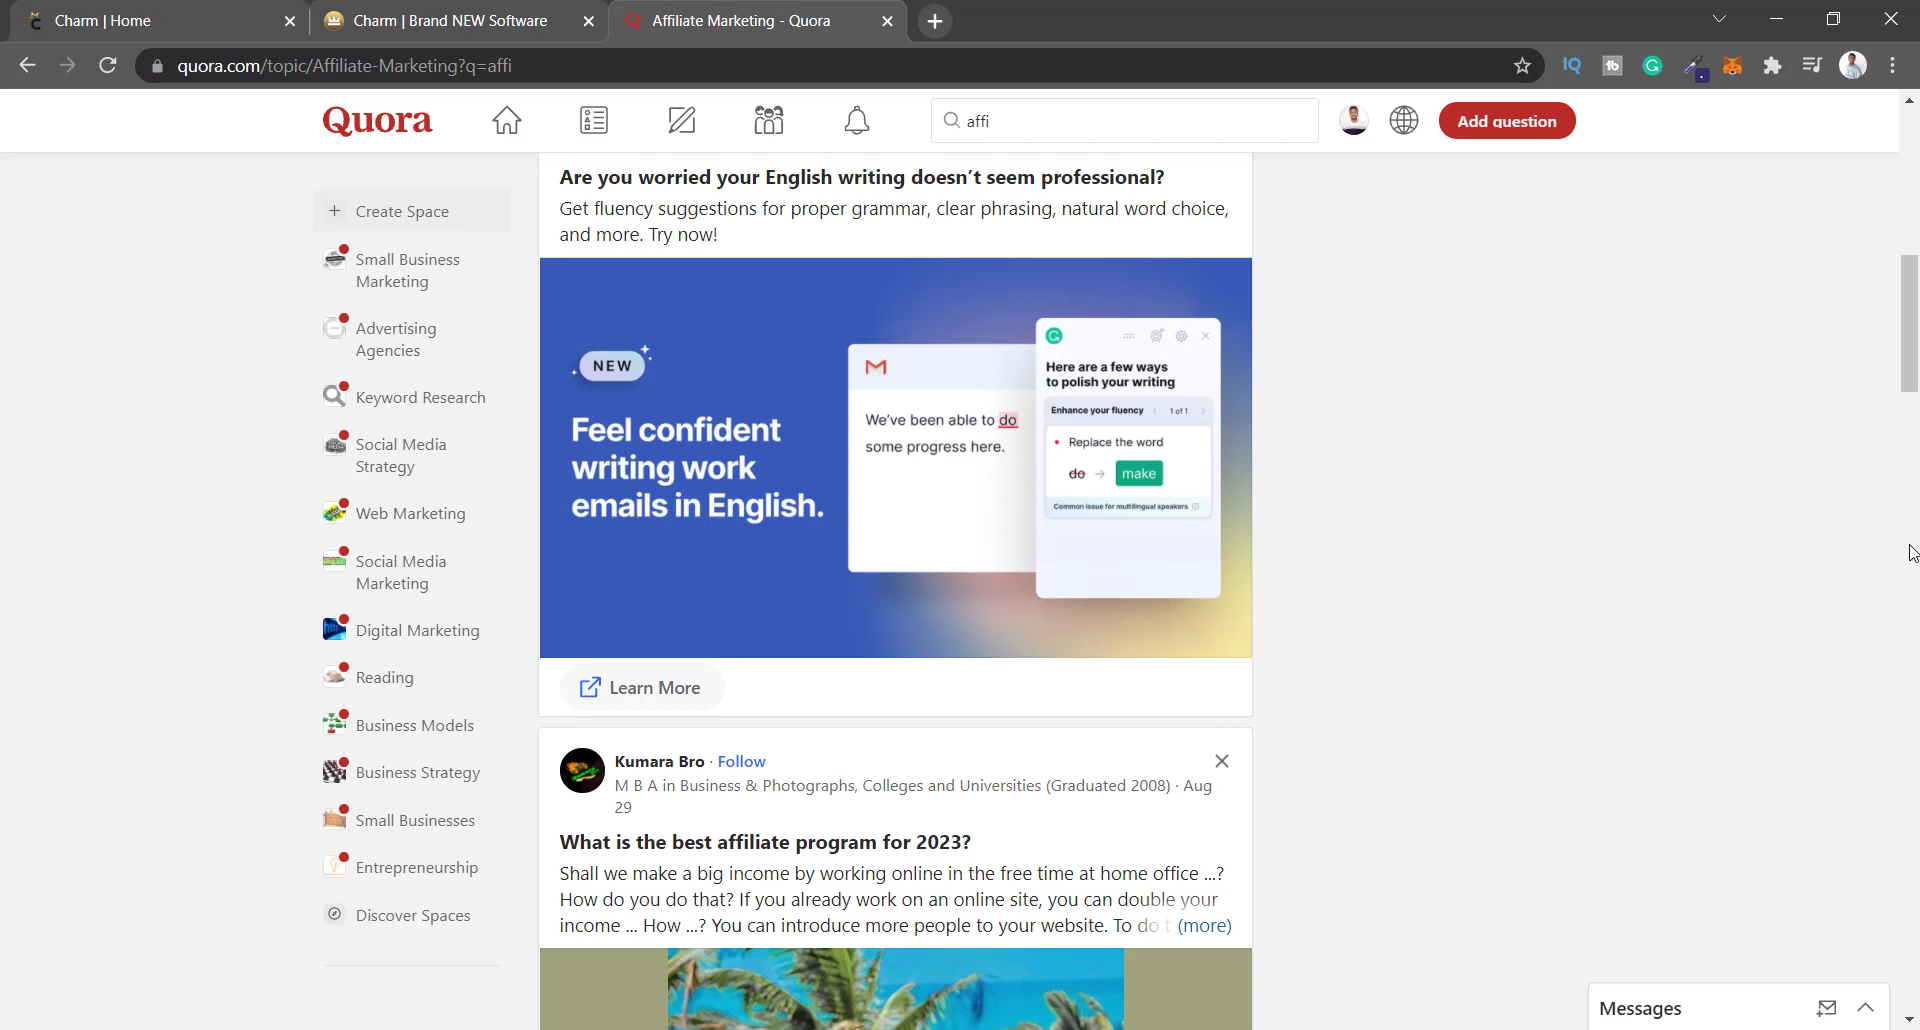 Charm | Home
Charm | Brand NEW Software
Affiliate Marketing - Quora
quora.com/topic/Affiliate-Marketing?q=affi
Quora
affi
Add question
Create Space
Small Business
Marketing
Advertising
Agencies
Keyword Research
Social Media
Strategy
Web Marketing
Social Media
Marketing
Digital Marketing
Reading
Business Models
Business Strategy
Small Businesses
Entrepreneurship
Discover Spaces
Are you worried your English writing doesn't seem professional?
Get fluency suggestions for proper grammar, clear phrasing, natural word choice,
and more. Try now!
NEW
Feel confident
writing work
emails in English.
We've been able to do
some progress here.
Here are a few ways
to polish your writing
Enhance your fluency 1 of 1
Replace the word
do → make
Common issue for multilingual speakers
Learn More
Kumara Bro · Follow
M B A in Business & Photographs, Colleges and Universities (Graduated 2008) · Aug
29
What is the best affiliate program for 2023?
Shall we make a big income by working online in the free time at home office ...?
How do you do that? If you already work on an online site, you can double your
income ... How ...? You can introduce more people to your website. To do t (more)
Messages